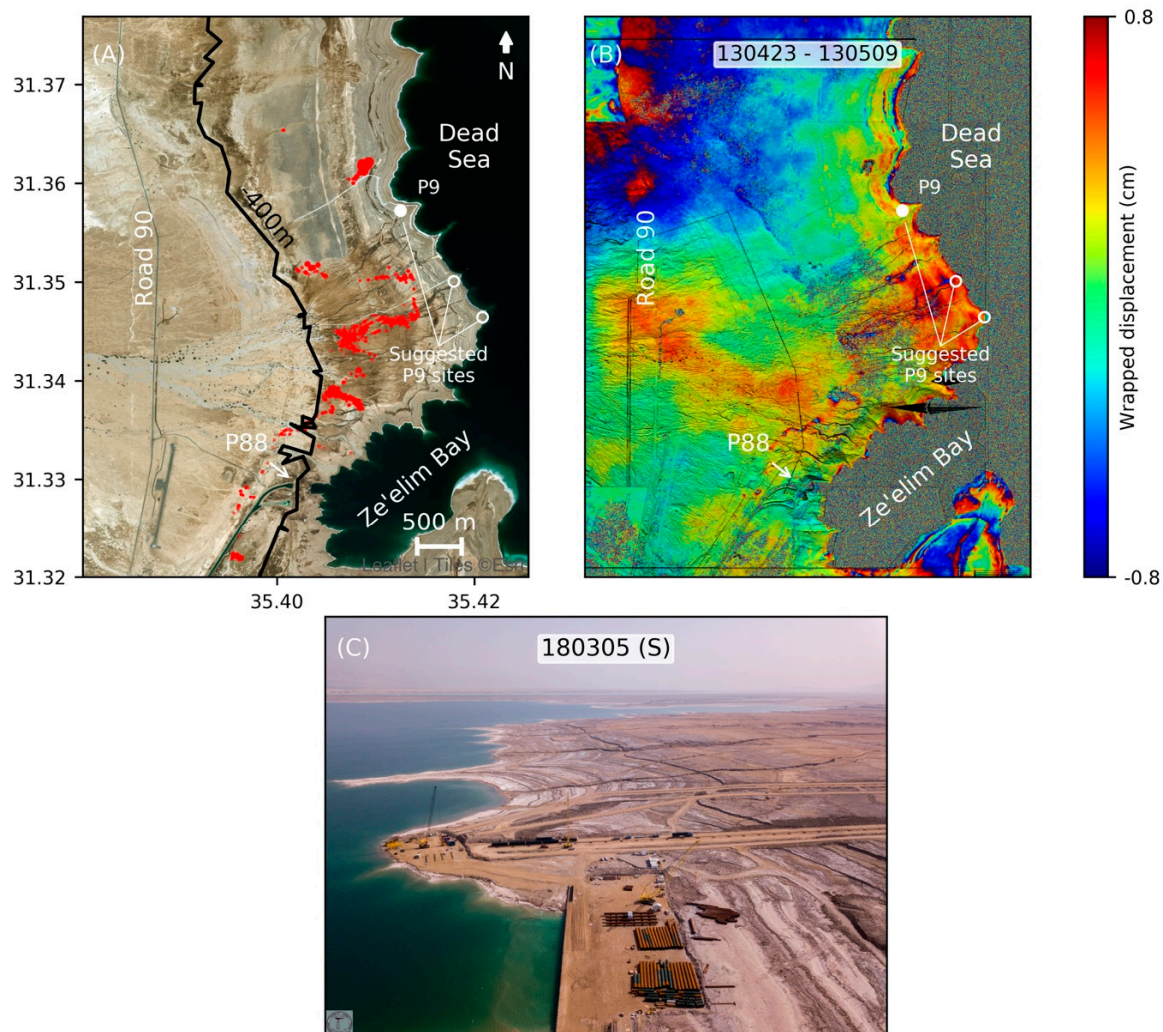 (A)
N
31.37
31.36
31.35
31.34
31.33
31.32
35.40
35.42
-400m
Road 90
Dead
Sea
P9
Suggested
P9 sites
P88
Ze'elim Bay
500 m
Leaflet | Tiles ©Esri
(B)
130423 - 130509
Dead
Sea
P9
Road 90
Suggested
P9 sites
P88
Ze'elim Bay
0.8
Wrapped displacement (cm)
-0.8
(C)
180305 (S)